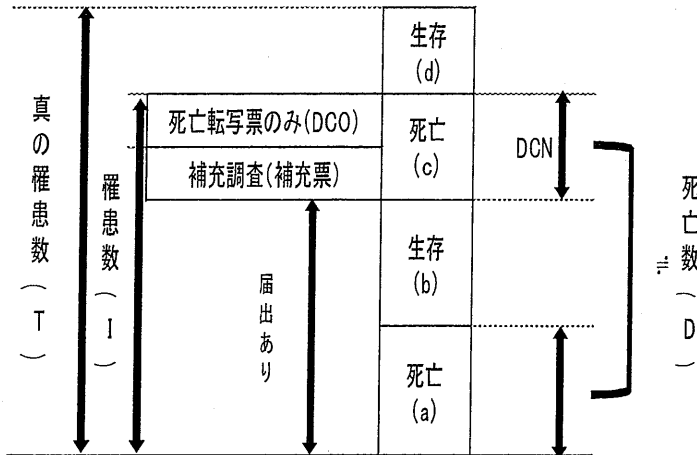 真の罹患数(T)
罹患数(I)
死亡転写票のみ(DCO)
補充調査(補充票)
届出あり
生存
(d)
死亡
(c)
生存
(b)
死亡
(a)
DCN
≒
死亡数(D)